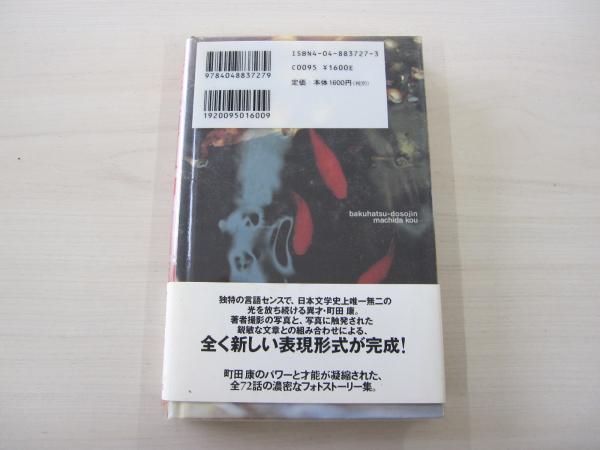 ISBN4-04-883727-3
9784048837279
C0095 ¥1600E
定価 本体1600円(税別)
1920095016009
bakuhatsu-dosojin
machida kou
独特の言語センスで、日本文学史上唯一無二の
光を放ち続ける異才・町田 康。
著者撮影の写真と、写真に触発された
鋭敏な文章との組み合わせによる、
全く新しい表現形式が完成!
町田 康のパワーと才能が凝縮された、
全72話の濃密なフォトストーリー集。